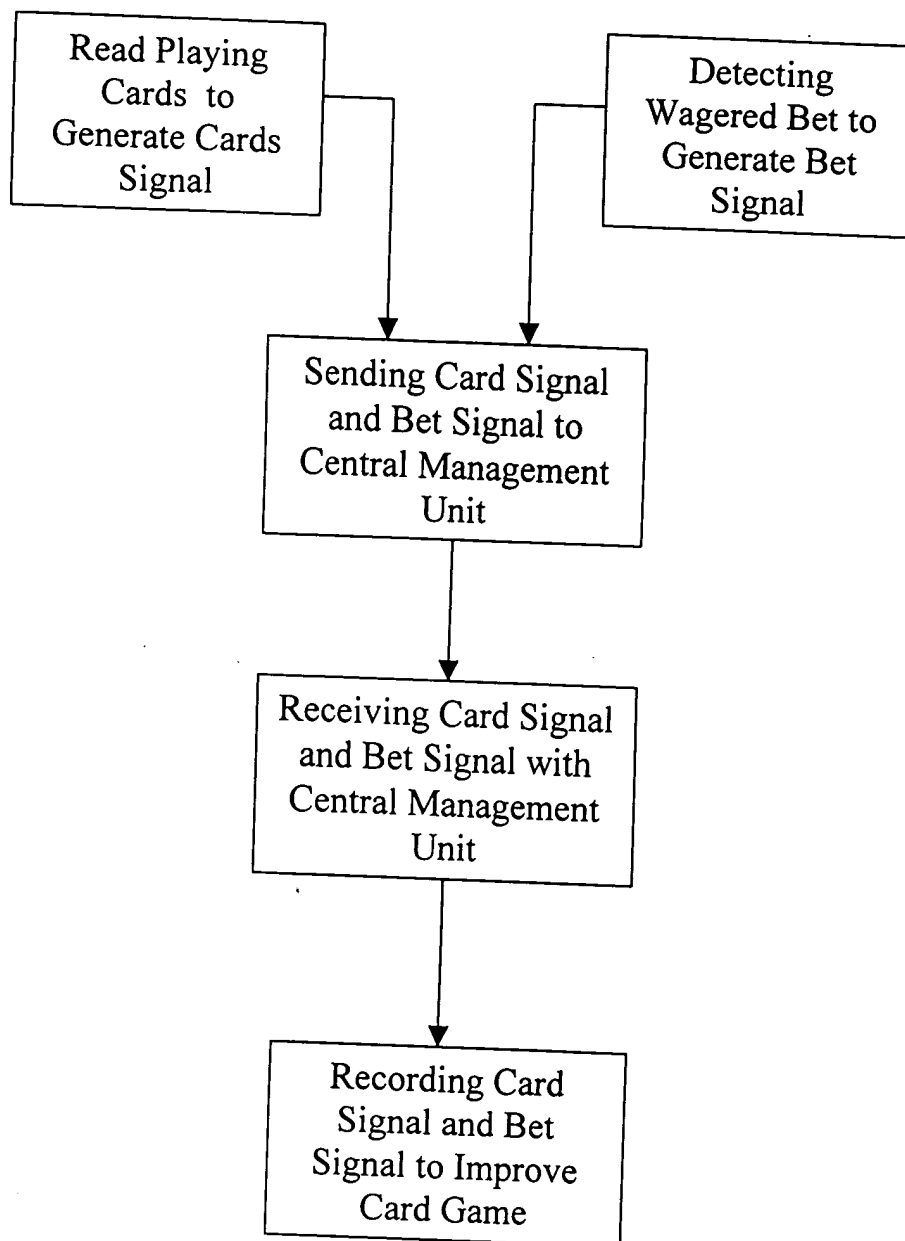 Read Playing
Cards to
Generate Cards
Signal
Detecting
Wagered Bet to
Generate Bet
Signal
Sending Card Signal
and Bet Signal to
Central Management
Unit
Receiving Card Signal
and Bet Signal with
Central Management
Unit
Recording Card
Signal and Bet
Signal to Improve
Card Game